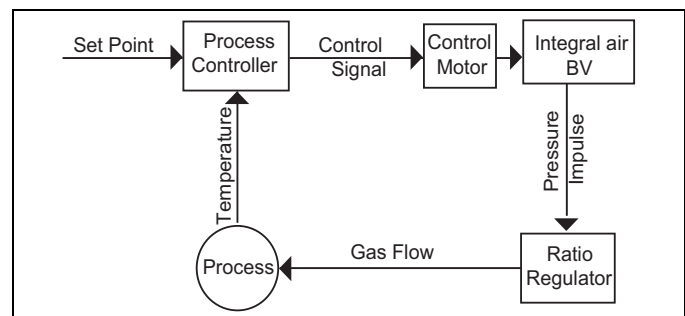 Set Point
Process
Controller
Control
Signal
Control
Motor
Integral air
BV
Pressure
Impulse
Temperature
Process
Gas Flow
Ratio
Regulator